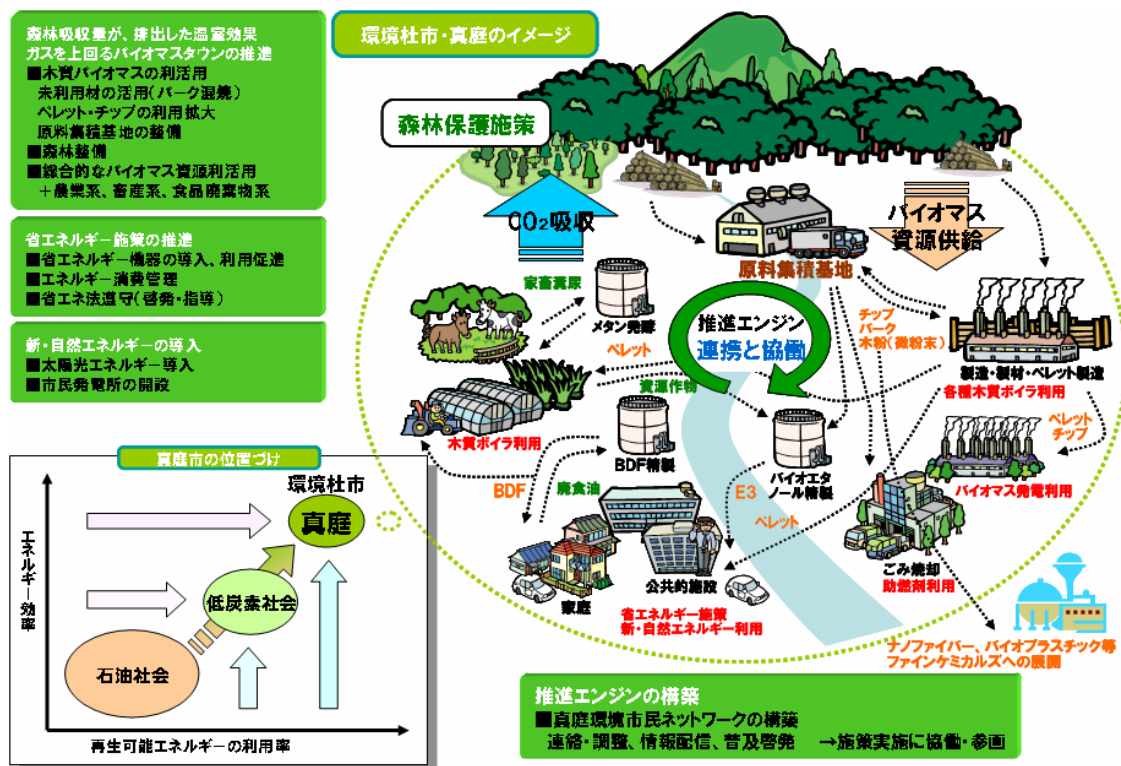 森林吸収量が、排出した温室効果
ガスを上回るバイオマスタウンの推進
■木質バイオマスの利活用
未利用材の活用(バーク混焼)
ペレット・チップの利用拡大
原料集積基地の整備
■森林整備
■総合的なバイオマス資源利活用
+農業系、畜産系、食品廃棄物系
省エネルギー施策の推進
■省エネルギー機器の導入、利用促進
■エネルギー消費管理
■省エネ法遵守(啓発・指導)
新・自然エネルギーの導入
■太陽光エネルギー導入
■市民発電所の開設
環境杜市・真庭のイメージ
森林保護施策
CO₂吸収
バイオマス
資源供給
原料集積基地
家畜糞尿
メタン発酵
推進エンジン
連携と協働
チップ
バーク
木粉(微粉末)
製造・製材・ペレット製造
各種木質ボイラ利用
ペレット
資源作物
木質ボイラ利用
BDF精製
バイオエタ
ノール精製
ペレット
チップ
バイオマス発電利用
BDF
廃食油
E3
ペレット
ごみ焼却
助燃剤利用
家庭
公共的施設
省エネルギー施策
新・自然エネルギー利用
ナノファイバー、バイオプラスチック等
ファインケミカルズへの展開
真庭市の位置づけ
環境杜市
真庭
低炭素社会
石油社会
エネルギー効率
再生可能エネルギーの利用率
推進エンジンの構築
■真庭環境市民ネットワークの構築
連絡・調整、情報配信、普及啓発 →施策実施に協働・参画